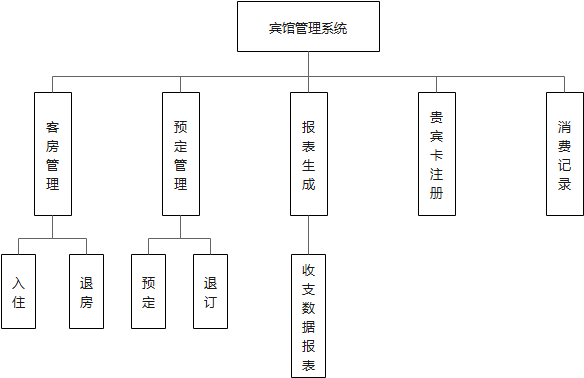 宾馆管理系统
客房管理
预定管理
报表生成
贵宾卡注册
消费记录
入住
退房
预定
退订
收支数据报表